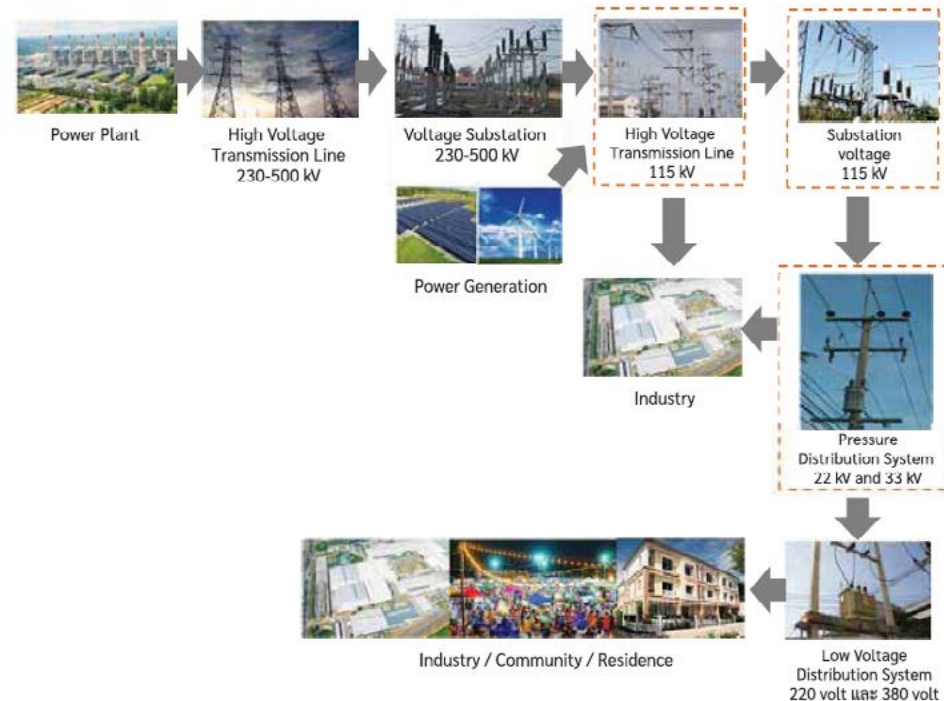 Power Plant
High Voltage
Transmission Line
230-500 kV
Voltage Substation
230-500 kV
High Voltage
Transmission Line
115 kV
Substation
voltage
115 kV
Power Generation
Industry
Pressure
Distribution System
22 kV and 33 kV
Industry / Community / Residence
Low Voltage
Distribution System
220 volt และ 380 volt